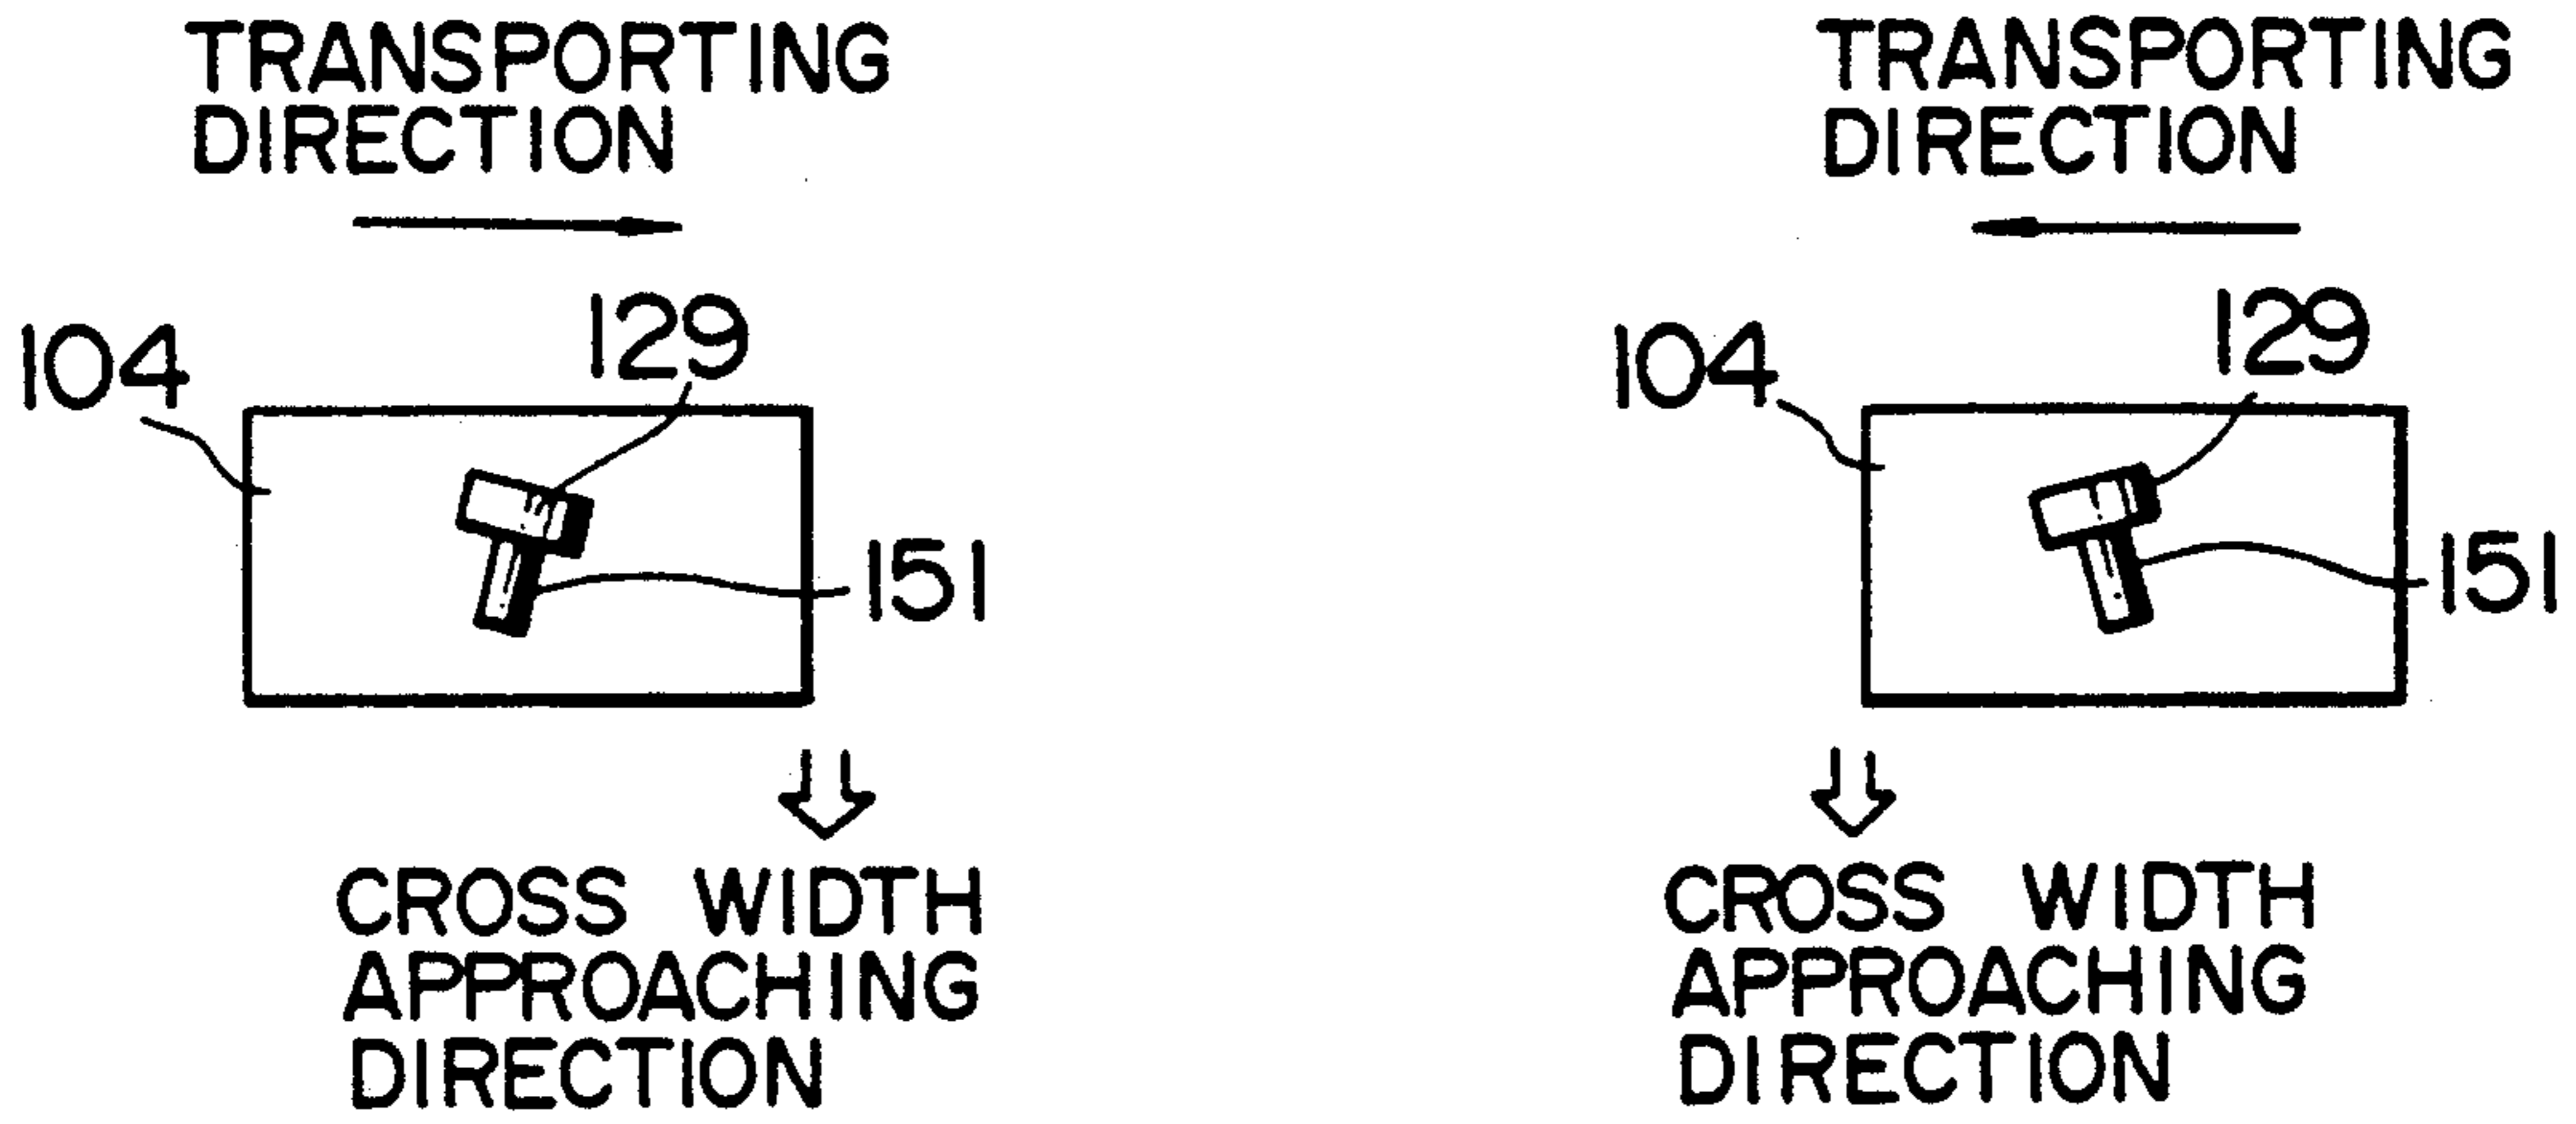 TRANSPORTING
DIRECTION
104
129
151
CROSS WIDTH
APPROACHING
DIRECTION
TRANSPORTING
DIRECTION
104
129
151
CROSS WIDTH
APPROACHING
DIRECTION